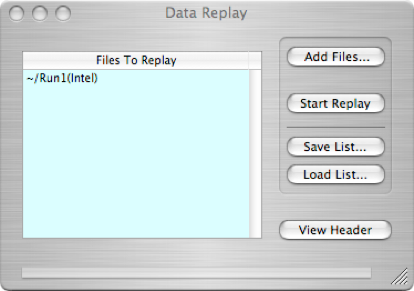 Data Replay
Files To Replay
~/Run1(Intel)
Add Files...
Start Replay
Save List...
Load List...
View Header